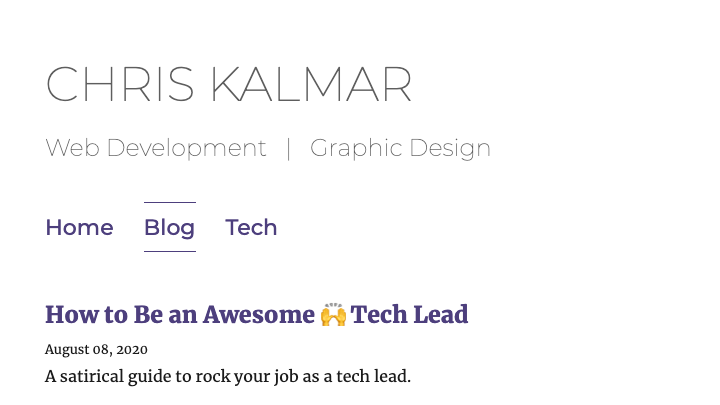 CHRIS KALMAR
Web Development | Graphic Design
Home Blog Tech
How to Be an Awesome 🙌 Tech Lead
August 08, 2020
A satirical guide to rock your job as a tech lead.